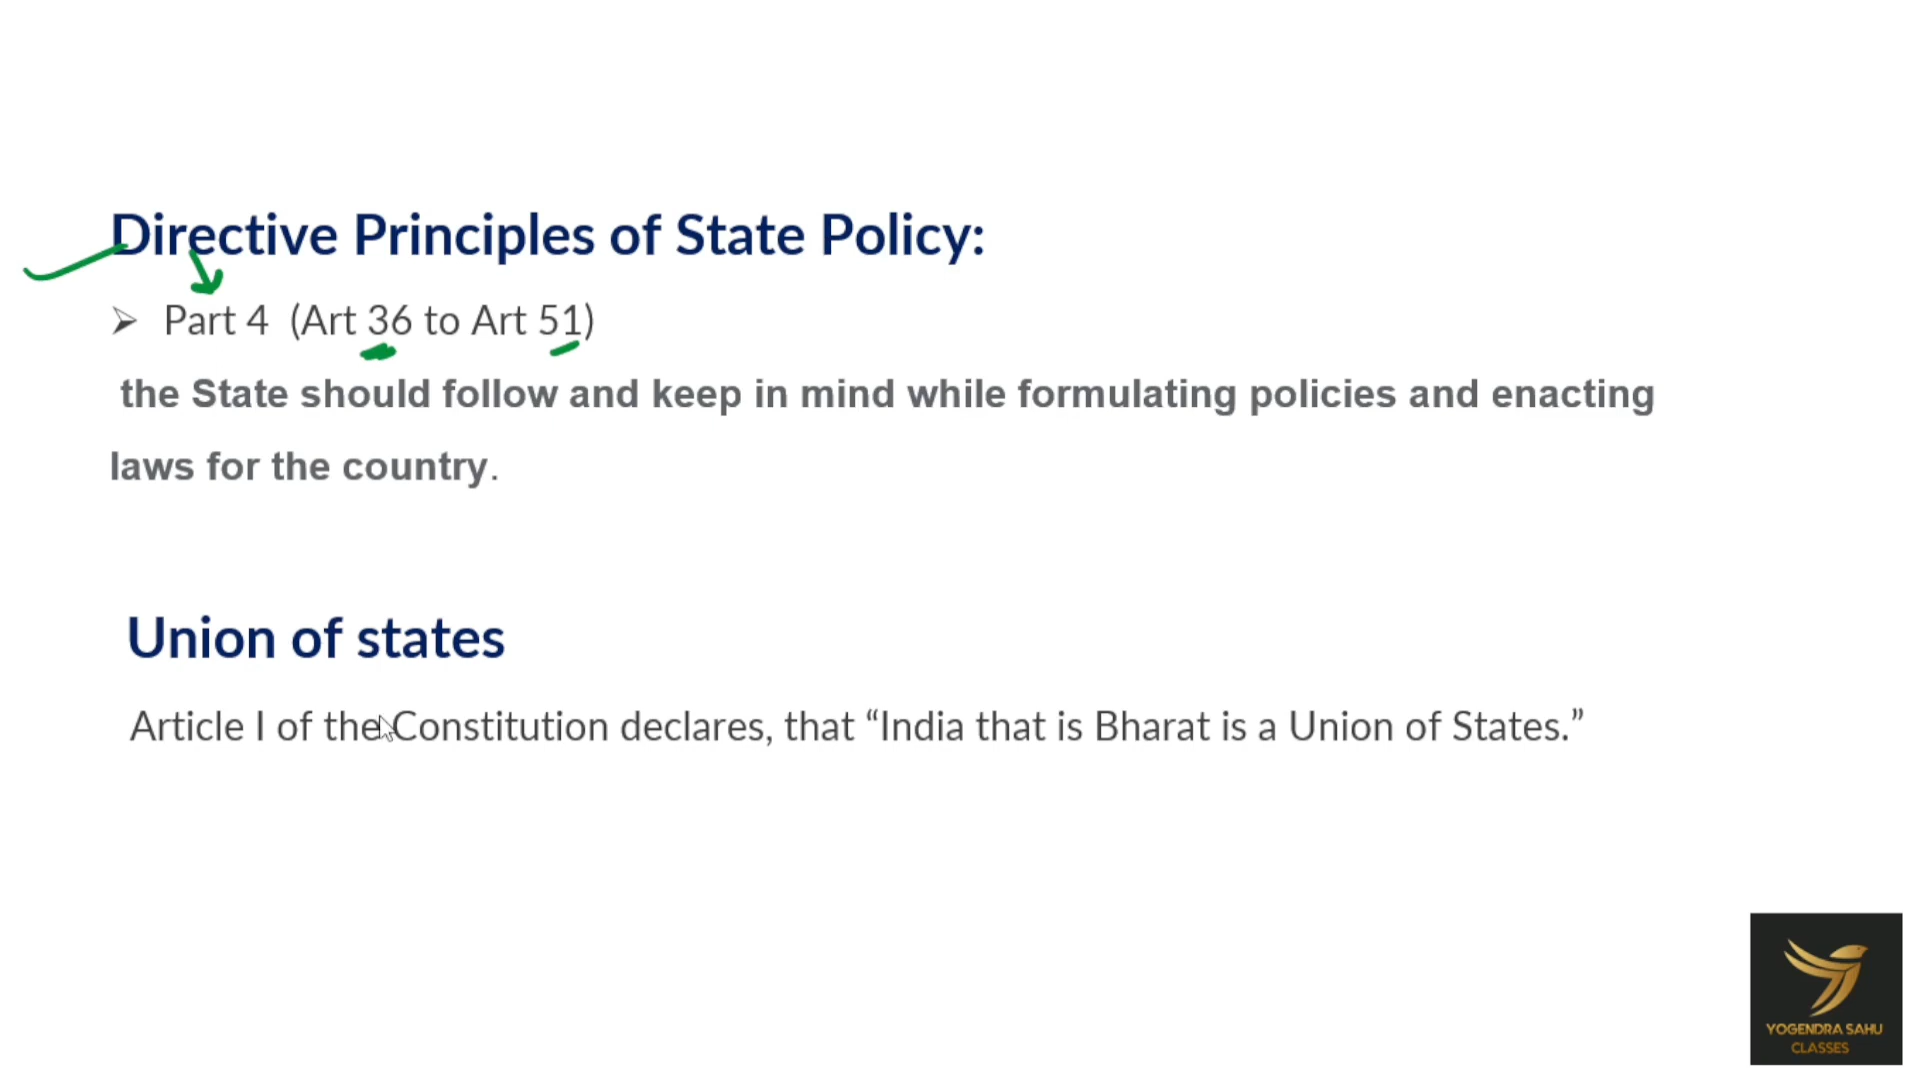 Directive Principles of State Policy:
➢ Part 4 (Art 36 to Art 51)
the State should follow and keep in mind while formulating policies and enacting
laws for the country.
Union of states
Article I of the Constitution declares, that “India that is Bharat is a Union of States.”
YOGENDRA SAHU
CLASSES